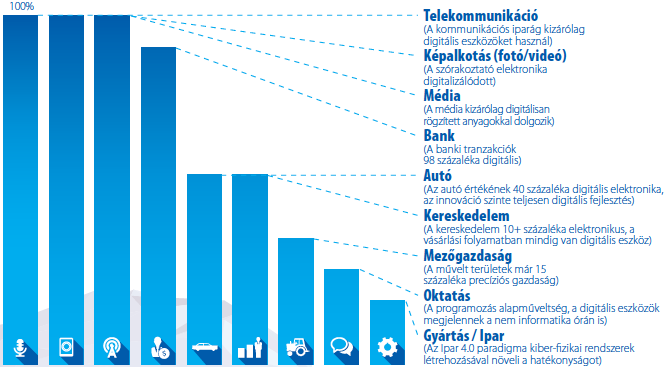 100%
Telekommunikáció
(A kommunikációs iparág kizárólag
digitális eszközöket használ)
Képalkotás (fotó/videó)
(A szórakoztató elektronika
digitalizálódott)
Média
(A média kizárólag digitálisan
rögzített anyagokkal dolgozik)
Bank
(A banki tranzakciók
98 százaléka digitális)
Autó
(Az autó értékének 40 százaléka digitális elektronika,
az innováció szinte teljesen digitális fejlesztés)
Kereskedelem
(A kereskedelem 10+ százaléka elektronikus, a
vásárlási folyamatban mindig van digitális eszköz)
Mezőgazdaság
(A művelt területek már 15
százaléka precíziós gazdaság)
Oktatás
(A programozás alapműveltség, a digitális eszközök
megjelennek a nem informatika órán is)
Gyártás / Ipar
(Az Ipar 4.0 paradigma kiber-fizikai rendszerek
létrehozásával növeli a hatékonyságot)
$